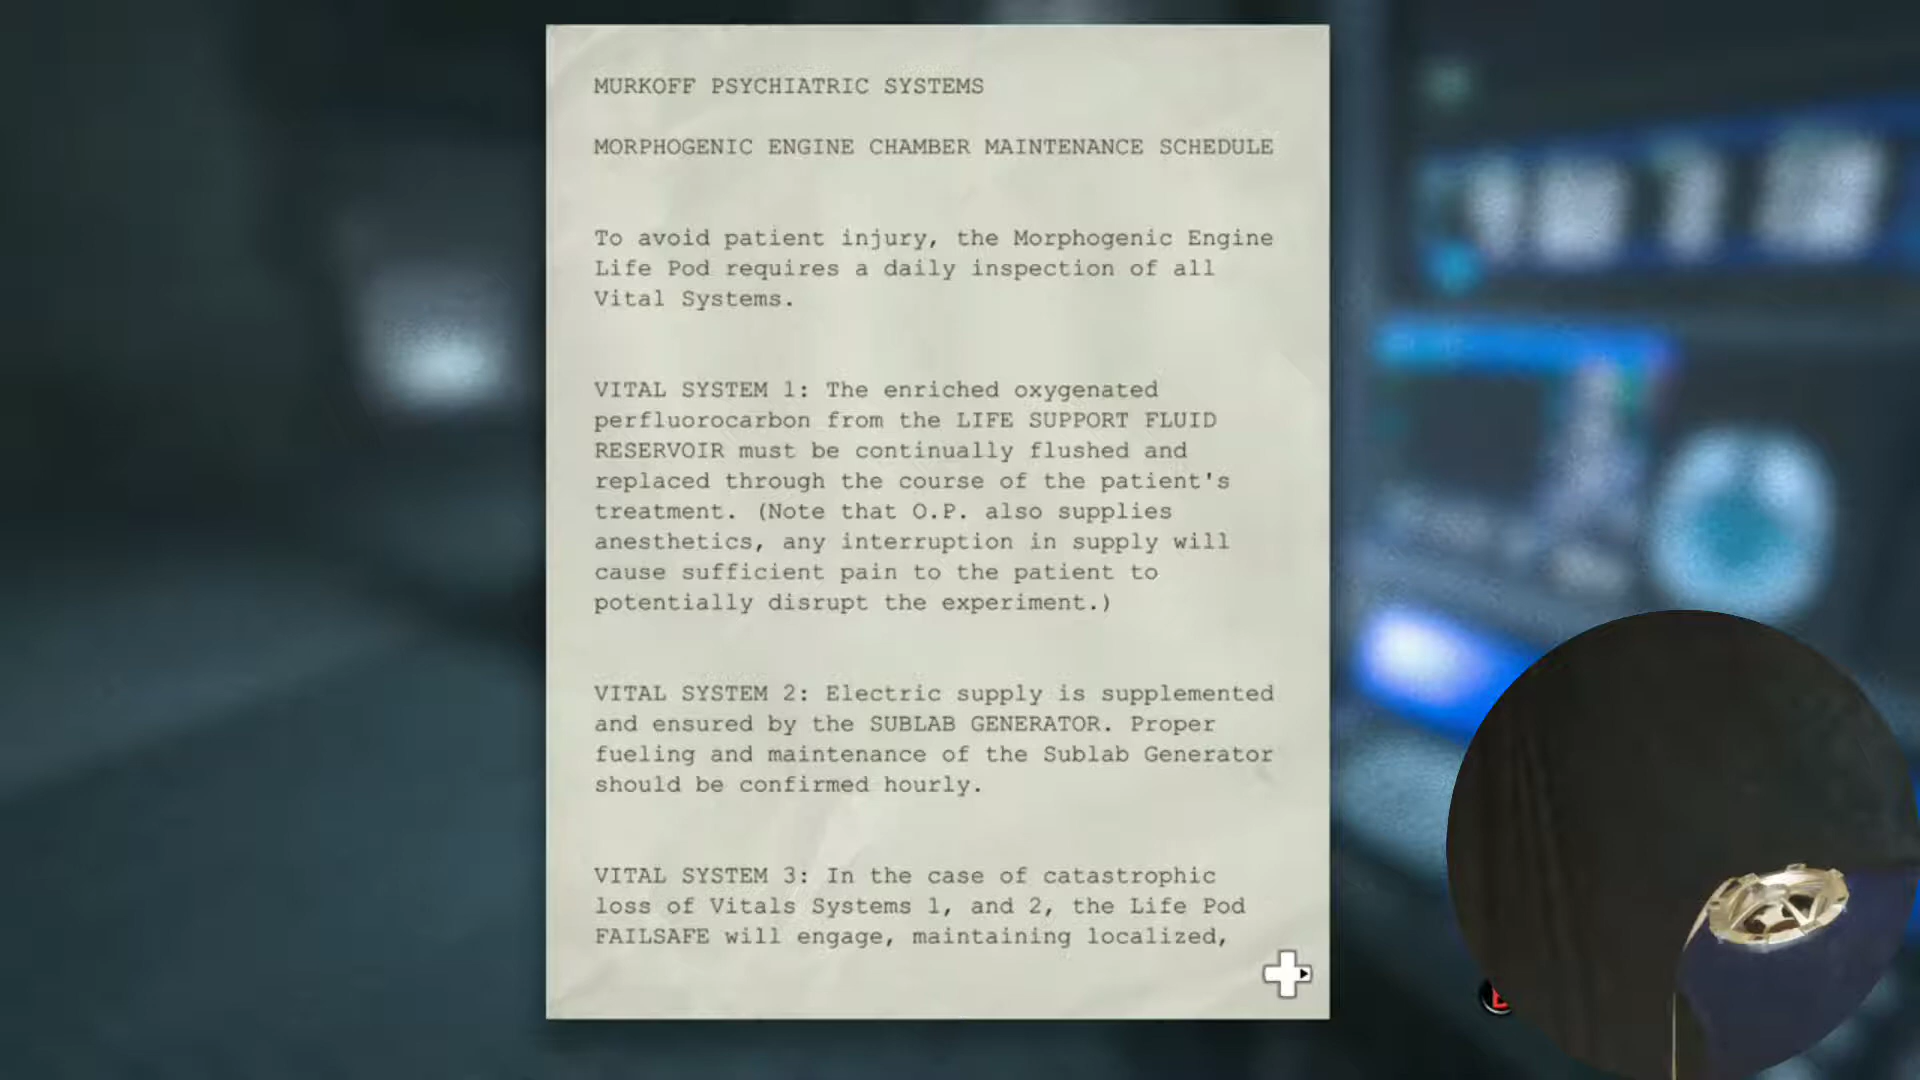 MURKOFF PSYCHIATRIC SYSTEMS
MORPHOGENIC ENGINE CHAMBER MAINTENANCE SCHEDULE
To avoid patient injury, the Morphogenic Engine
Life Pod requires a daily inspection of all
Vital Systems.
VITAL SYSTEM 1: The enriched oxygenated
perfluorocarbon from the LIFE SUPPORT FLUID
RESERVOIR must be continually flushed and
replaced through the course of the patient's
treatment. (Note that O.P. also supplies
anesthetics, any interruption in supply will
cause sufficient pain to the patient to
potentially disrupt the experiment.)
VITAL SYSTEM 2: Electric supply is supplemented
and ensured by the SUBLAB GENERATOR. Proper
fueling and maintenance of the Sublab Generator
should be confirmed hourly.
VITAL SYSTEM 3: In the case of catastrophic
loss of Vitals Systems 1, and 2, the Life Pod
FAILSAFE will engage, maintaining localized,